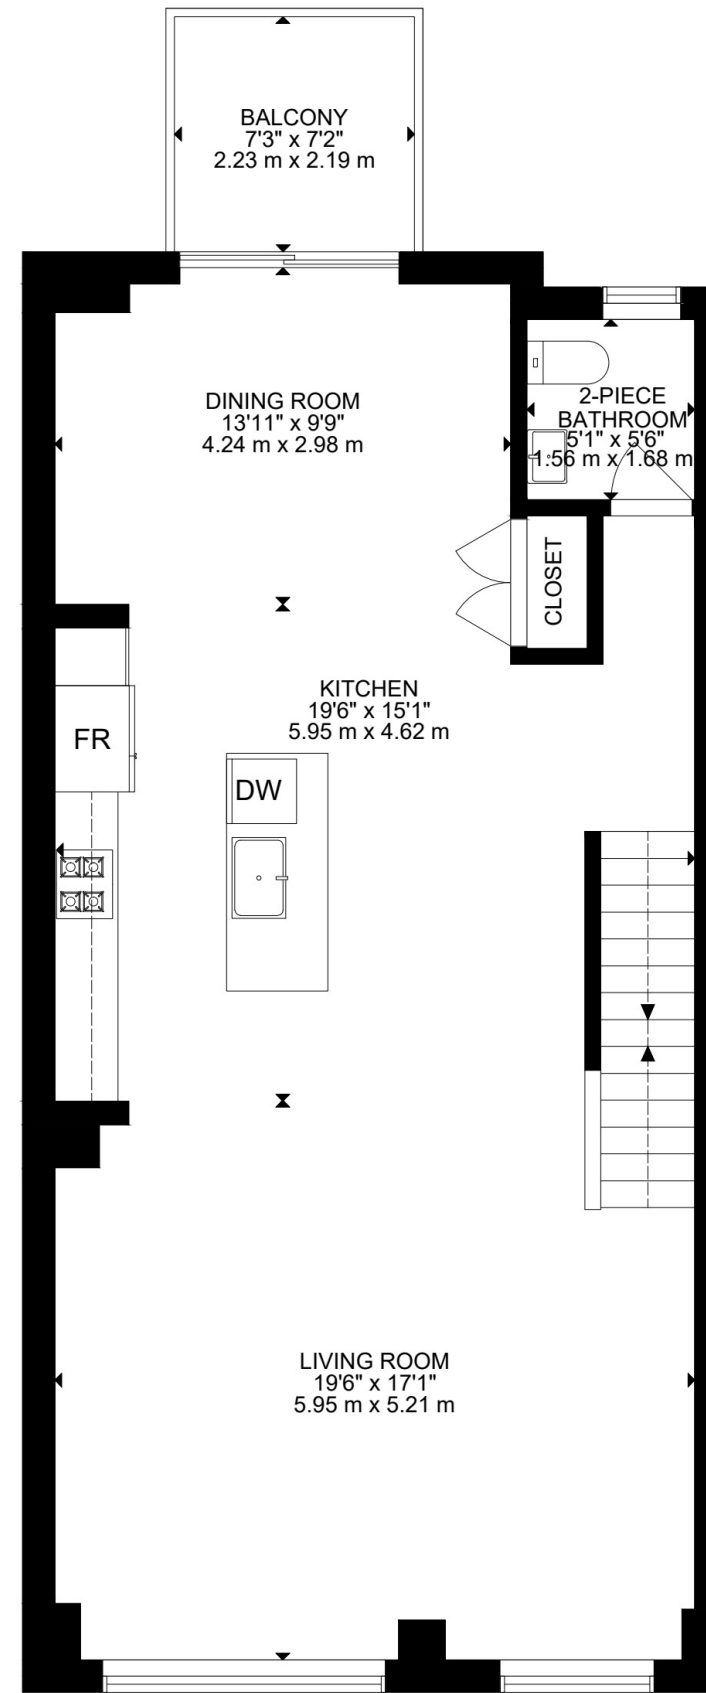 BALCONY
7'3" x 7'2"
2.23 m x 2.19 m
DINING ROOM
13'11" x 9'9"
4.24 m x 2.98 m
2-PIECE
BATHROOM
5'1" x 5'6"
1.56 m x 1.68 m
CLOSET
KITCHEN
19'6" x 15'1"
5.95 m x 4.62 m
FR
DW
LIVING ROOM
19'6" x 17'1"
5.95 m x 5.21 m